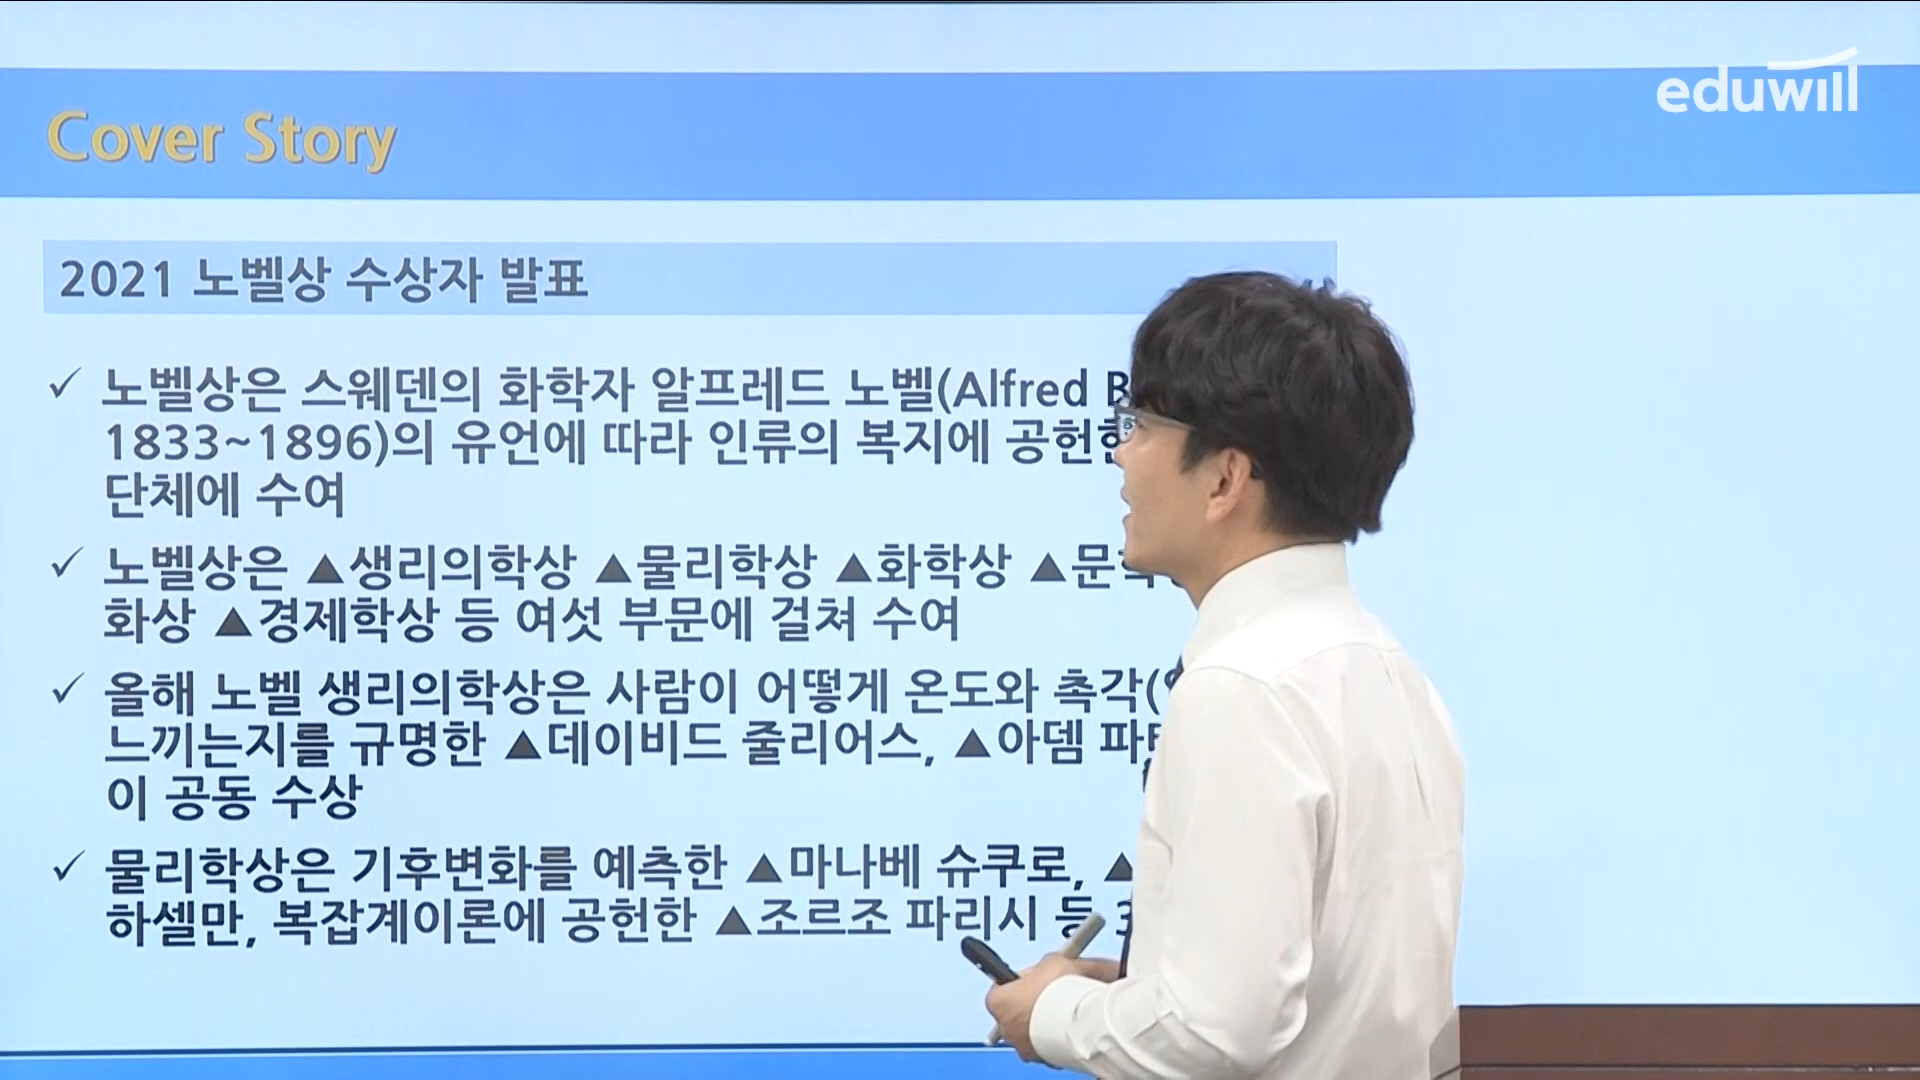 eduwill
Cover Story
2021 노벨상 수상자 발표
노벨상은 스웨덴의 화학자 알프레드 노벨(Alfred
1833~1896)의 유언에 따라 인류의 복지에
단체에 수여
노벨상은 ▲생리의학상 ▲물리학상 ▲화학상
화상 ▲경제학상 등 여섯 부문에 걸쳐 수여
올해 노벨 생리의학상은 사람이 어떻게 온도와 촉각(
느끼는지를 규명한 ▲데이비드 줄리어스, ▲아뎀
이 공동 수상
물리학상은 기후변화를 예측한 ▲마나베 슈쿠로, ▲
하셀만, 복잡계이론에 공헌한 ▲조르조 파리시 등